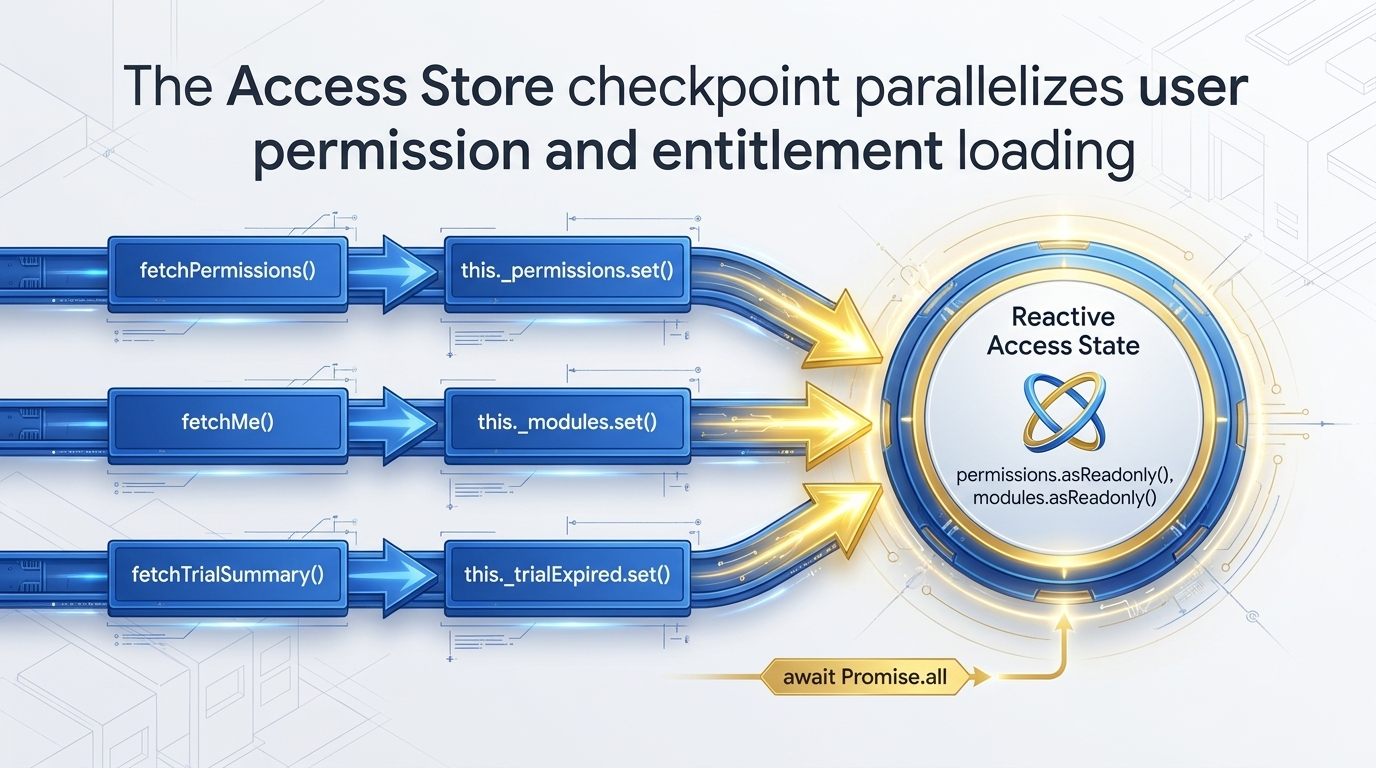 The Access Store checkpoint parallelizes user
permission and entitlement loading
fetchPermissions()
this._permissions.set()
fetchMe()
this._modules.set()
fetchTrialSummary()
this._trialExpired.set()
Reactive
Access State
permissions.asReadonly(),
modules.asReadonly()
await Promise.all